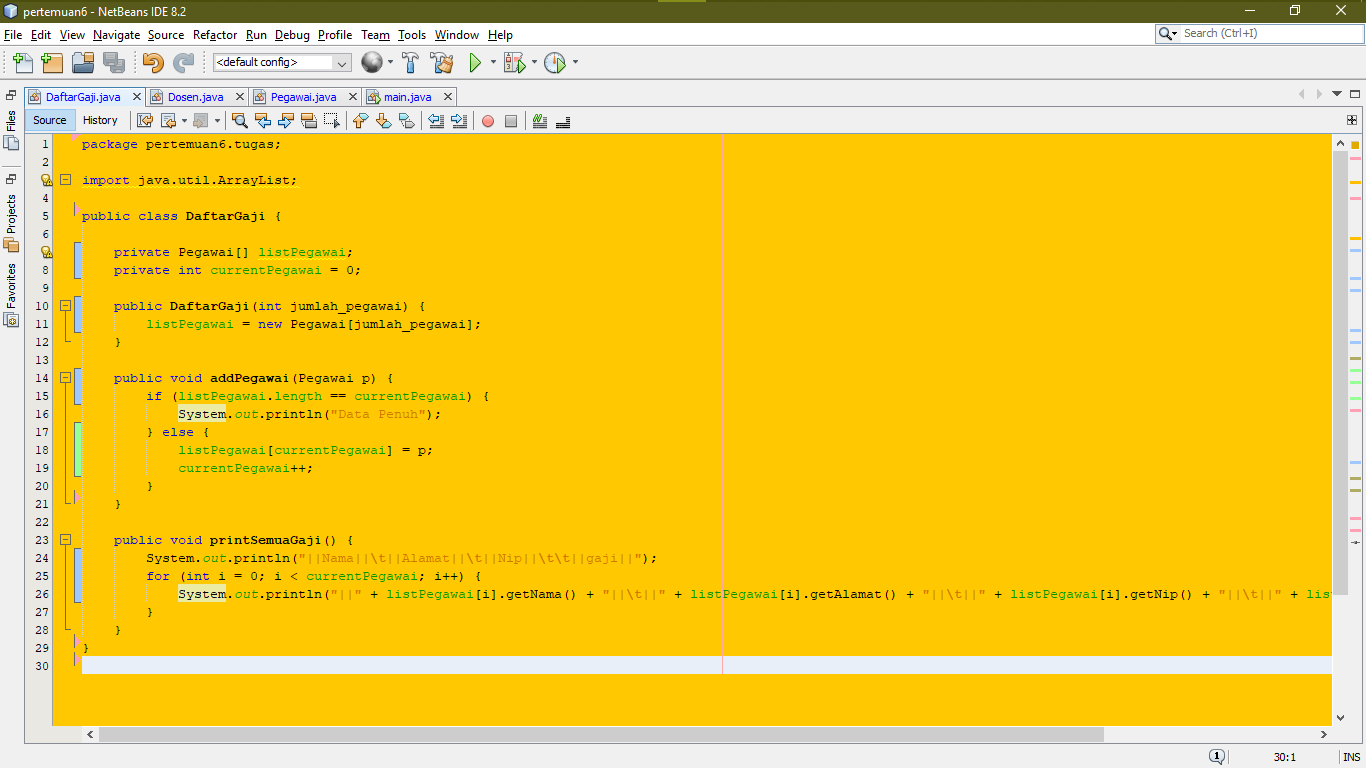 pertemuan6 - NetBeans IDE 8.2
File Edit View Navigate Source Refactor Run Debug Profile Team Tools Window Help
Search (Ctrl+I)
<default config>
DaftarGaji.java Dosen.java Pegawai.java main.java
Source History
Files
Projects
Favorites
1 package pertemuan6.tugas;
2
import java.util.ArrayList;
4
5 public class DaftarGaji {
6
private Pegawai[] listPegawai;
8 private int currentPegawai = 0;
9
10 public DaftarGaji(int jumlah_pegawai) {
11 listPegawai = new Pegawai[jumlah_pegawai];
12 }
13
14 public void addPegawai(Pegawai p) {
15 if (listPegawai.length == currentPegawai) {
16 System.out.println("Data Penuh");
17 } else {
18 listPegawai[currentPegawai] = p;
19 currentPegawai++;
20 }
21 }
22
23 public void printSemuaGaji() {
24 System.out.println("||Nama||\t||Alamat||\t||Nip||\t\t||gaji||");
25 for (int i = 0; i < currentPegawai; i++) {
26 System.out.println("||" + listPegawai[i].getNama() + "||\t||" + listPegawai[i].getAlamat() + "||\t||" + listPegawai[i].getNip() + "||\t||" + lis
27 }
28 }
29 }
30
1 30:1 INS